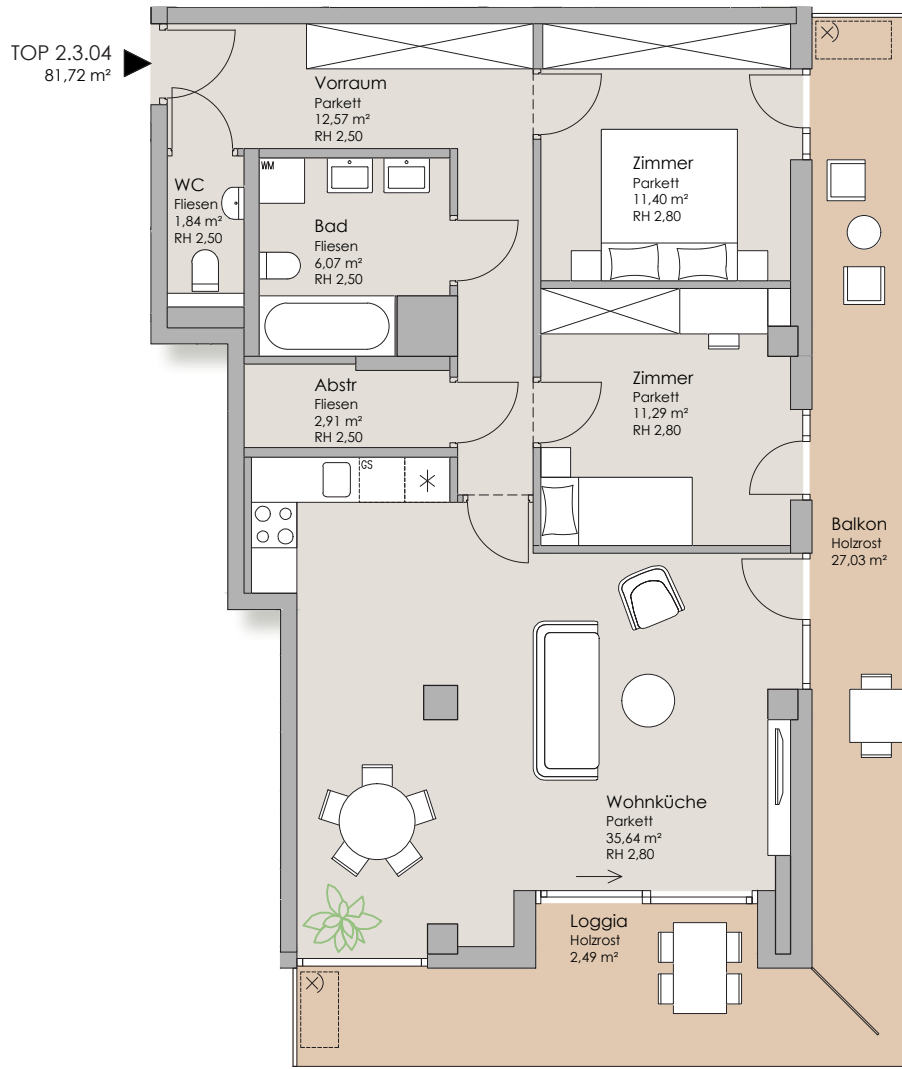 TOP 2.3.04
81,72 m²
Vorraum
Parkett
12,57 m²
RH 2,50
WC
Fliesen
1,84 m²
RH 2,50
WM
Bad
Fliesen
6,07 m²
RH 2,50
Zimmer
Parkett
11,40 m²
RH 2,80
Abstr
Fliesen
2,91 m²
RH 2,50
Zimmer
Parkett
11,29 m²
RH 2,80
GS
Balkon
Holzrost
27,03 m²
Wohnküche
Parkett
35,64 m²
RH 2,80
Loggia
Holzrost
2,49 m²